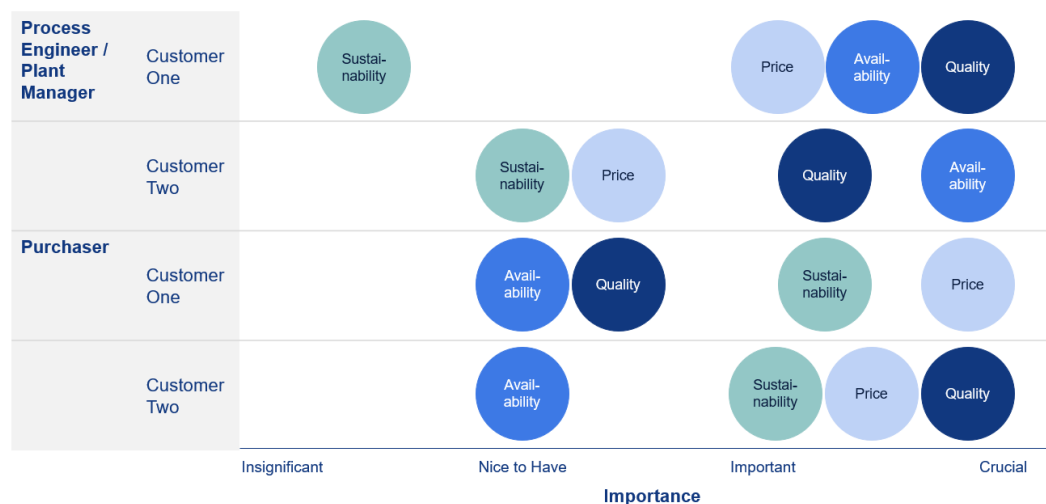 Process
Engineer /
Plant
Manager
Customer
One
Sustai-
nability
Price
Avail-
ability
Quality
Customer
Two
Sustai-
nability
Price
Quality
Avail-
ability
Purchaser
Customer
One
Avail-
ability
Quality
Sustai-
nability
Price
Customer
Two
Avail-
ability
Sustai-
nability
Price
Quality
Insignificant
Nice to Have
Important
Crucial
Importance